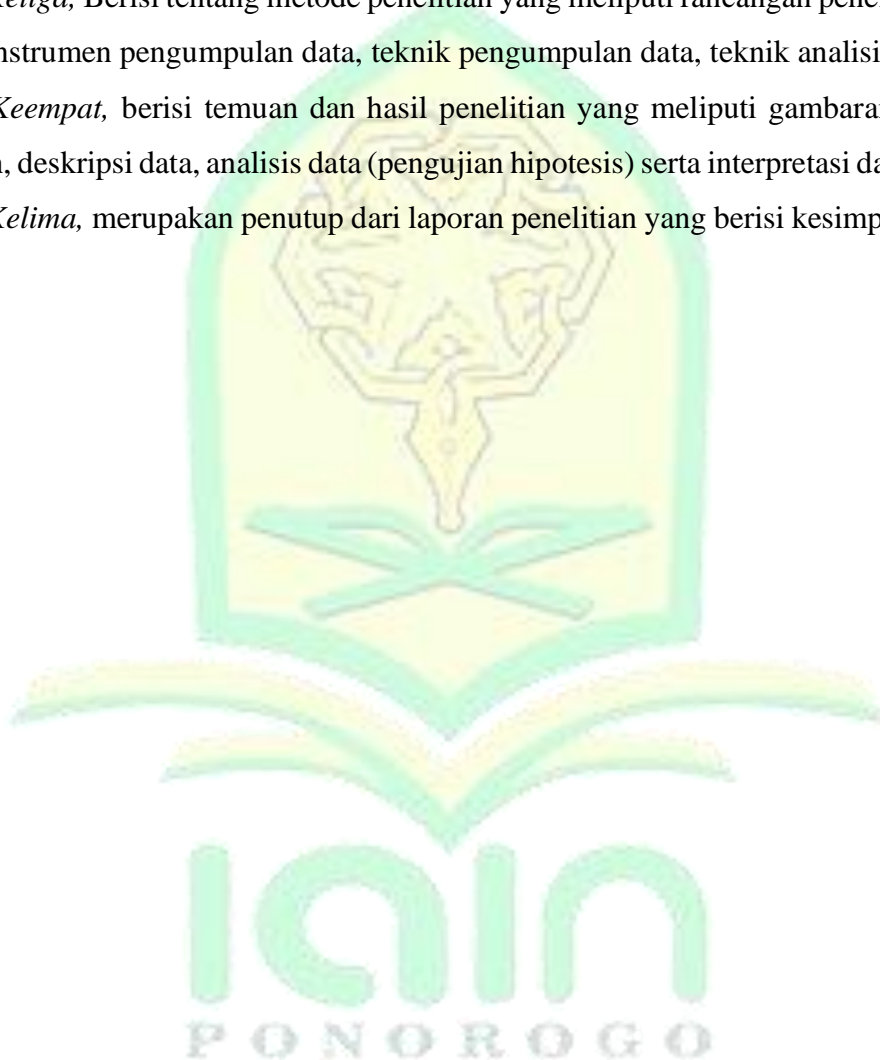 Ketiga, Berisi tentang metode penelitian yang meliputi rancangan
nstrumen pengumpulan data, teknik pengumpulan data, teknik analisi
Keempat, berisi temuan dan hasil penelitian yang meliputi gambaran
, deskripsi data, analisis data (pengujian hipotesis) serta interpretasi da
Kelima, merupakan penutup dari laporan penelitian yang berisi kesimp
IAIN
PONOROGO